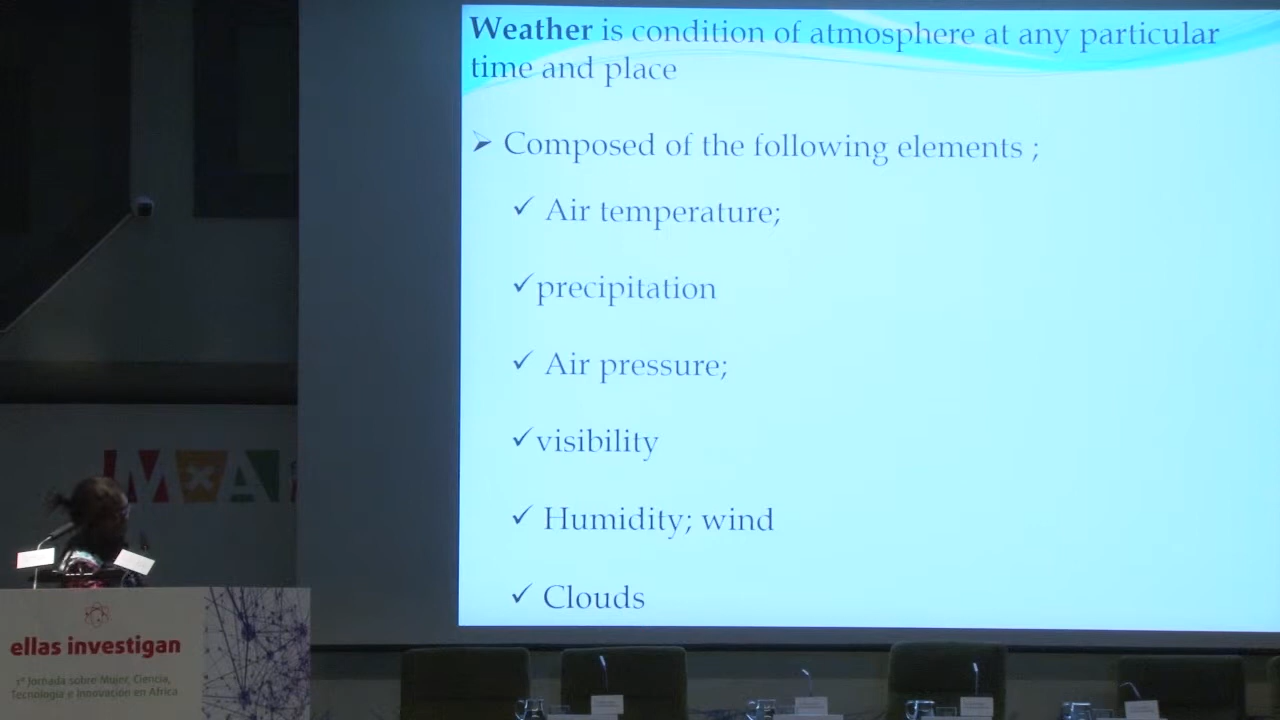 Weather is condition of atmosphere at any particular
time and place
Composed of the following elements ;
Air temperature;
precipitation
Air pressure;
visibility
Humidity; wind
Clouds
MxA
ellas investigan
1ª Jornada sobre Mujer, Ciencia,
Tecnología e Innovación en África